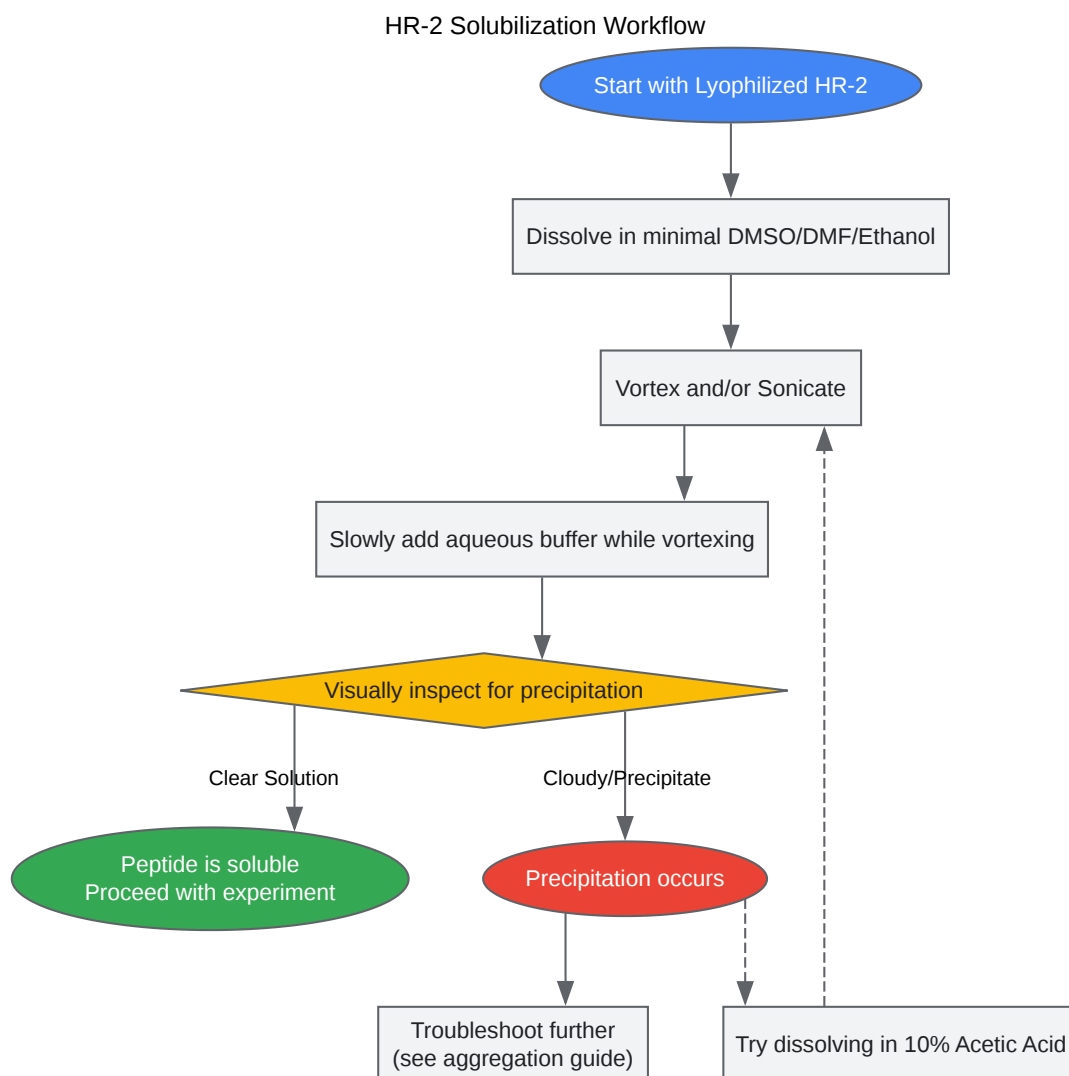 HR-2 Solubilization Workflow
Start with Lyophilized HR-2
Dissolve in minimal DMSO/DMF/Ethanol
Vortex and/or Sonicate
Slowly add aqueous buffer while vortexing
Visually inspect for precipitation
Clear Solution
Cloudy/Precipitate
Peptide is soluble
Proceed with experiment
Precipitation occurs
Troubleshoot further
(see aggregation guide)
Try dissolving in 10% Acetic Acid